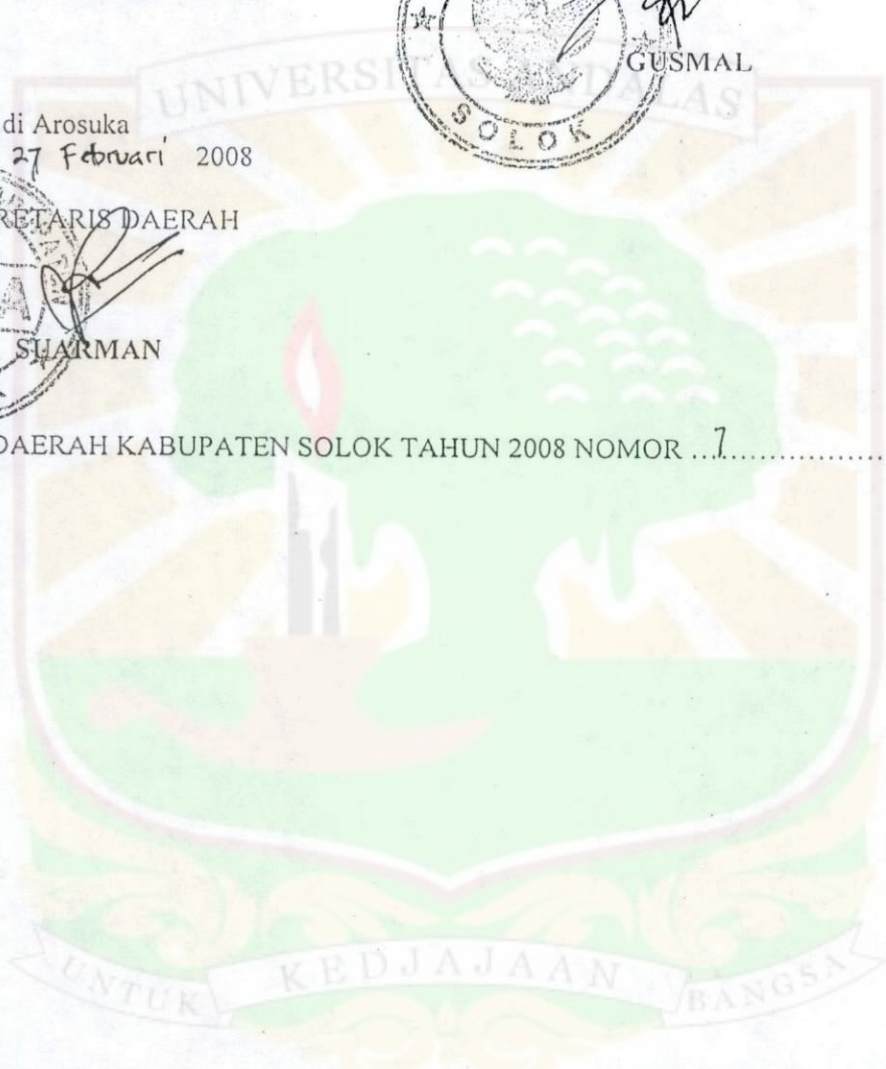 GUSMAL
SOLOK
UNIVERSITAS ANDALAS
di Arosuka
27 Februari 2008
RETARIS DAERAH
A
SUARMAN
DAERAH KABUPATEN SOLOK TAHUN 2008 NOMOR ...7...................
UNTUK KEDJAJAAN BANGSA